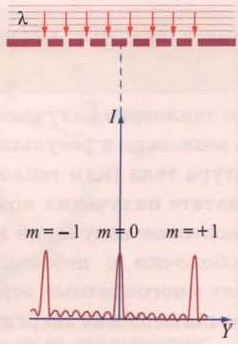 λ
I
m = −1 m = 0 m = +1
Y